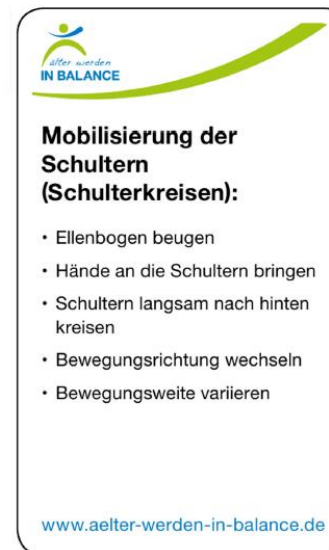 älter werden
IN BALANCE
Mobilisierung der
Schultern
(Schulterkreisen):
• Ellenbogen beugen
• Hände an die Schultern bringen
• Schultern langsam nach hinten
kreisen
• Bewegungsrichtung wechseln
• Bewegungsweite variieren
www.aelter-werden-in-balance.de